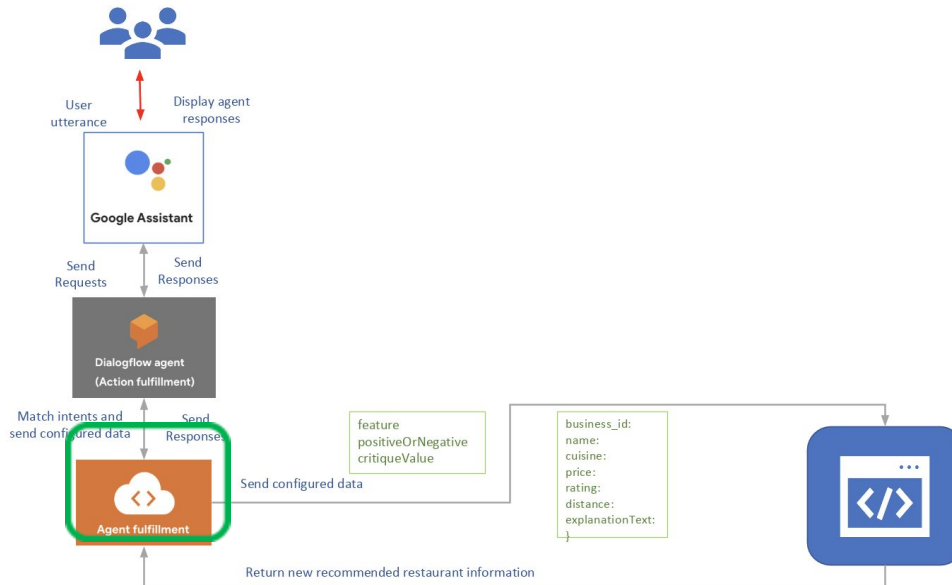 User
utterance
Display agent
responses
Google Assistant
Send
Requests
Send
Responses
Dialogflow agent
(Action fulfillment)
Match intents and
send configured data
Send
Responses
feature
positiveOrNegative
critiqueValue
business_id:
name:
cuisine:
price:
rating:
distance:
explanationText:
}
Send configured data
<>
Agent fulfillment
</>
Return new recommended restaurant information